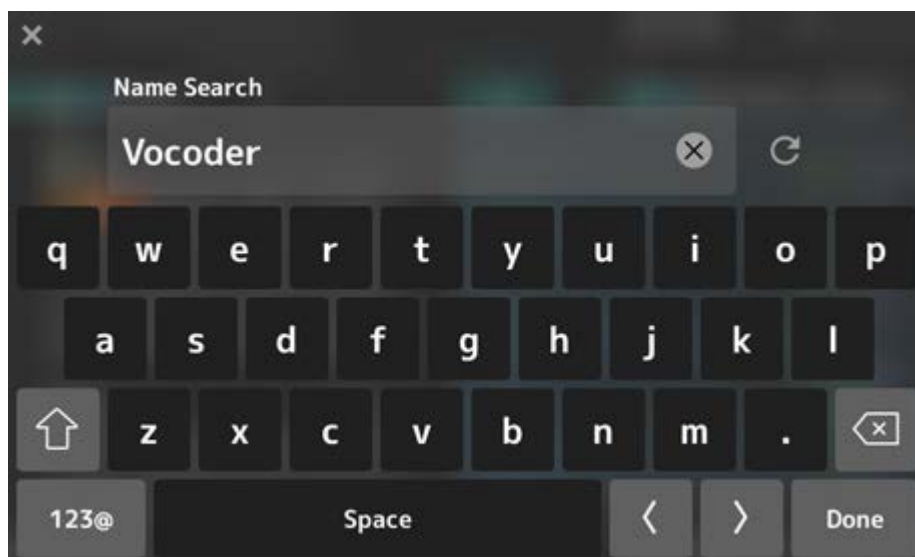 Name Search
Vocoder
q w e r t y u i o p
a s d f g h j k l
z x c v b n m .
123@ Space Done